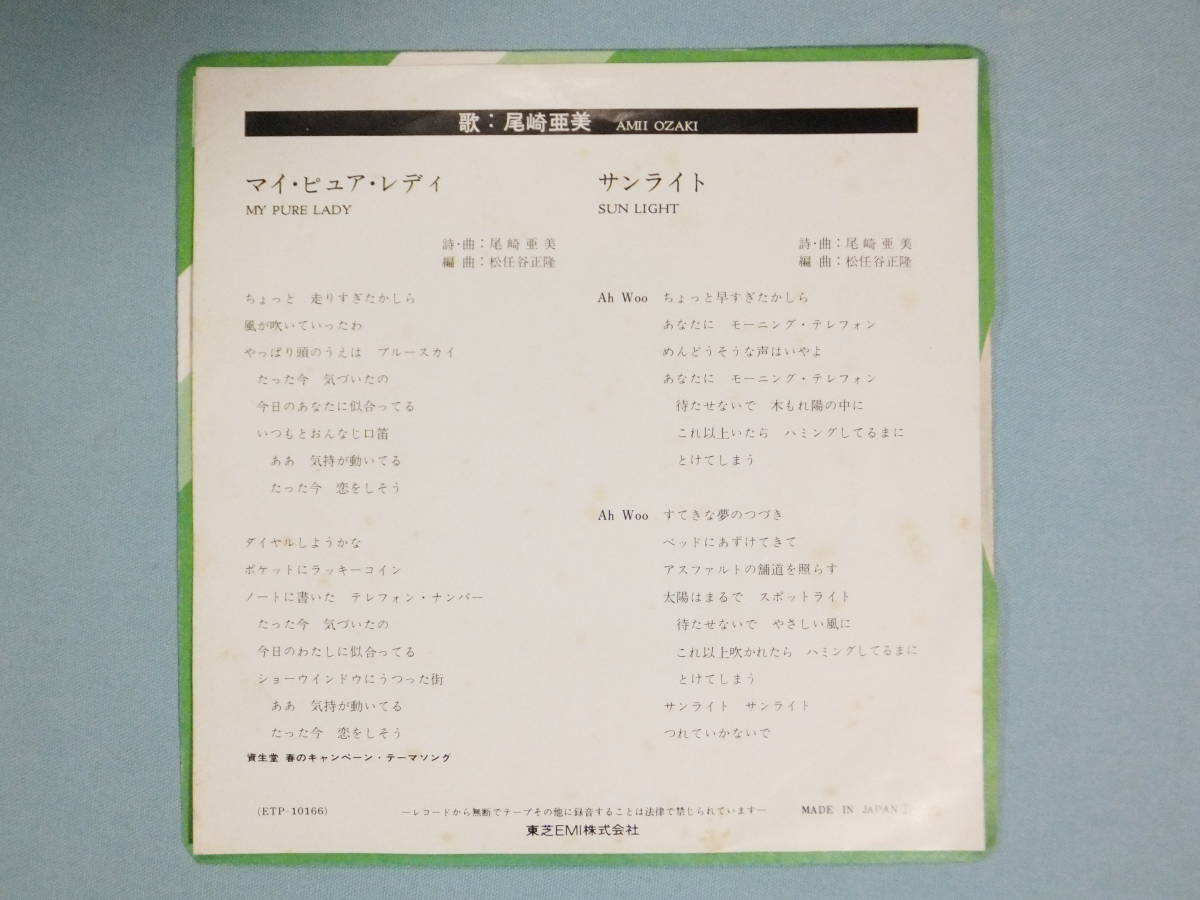 歌：尾崎亜美 AMII OZAKI
マイ・ピュア・レディ
MY PURE LADY
詩・曲：尾崎亜美
編曲：松任谷正隆
ちょっと　走りすぎたかしら
風が吹いていったわ
やっぱり頭のうえは　ブルースカイ
たった今　気づいたの
今日のあなたに似合ってる
いつもとおんなじ口笛
ああ　気持が動いてる
たった今　恋をしそう
ダイヤルしようかな
ポケットにラッキーコイン
ノートに書いた　テレフォン・ナンバー
たった今　気づいたの
今日のわたしに似合ってる
ショーウインドウにうつった街
ああ　気持が動いてる
たった今　恋をしそう
資生堂 春のキャンペーン・テーマソング
サンライト
SUN LIGHT
詩・曲：尾崎亜美
編曲：松任谷正隆
Ah Woo　ちょっと早すぎたかしら
あなたに　モーニング・テレフォン
めんどうそうな声はいやよ
あなたに　モーニング・テレフォン
待たせないで　木もれ陽の中に
これ以上いたら　ハミングしてるまに
とけてしまう
Ah Woo　すてきな夢のつづき
ベッドにあずけてきて
アスファルトの舗道を照らす
太陽はまるで　スポットライト
待たせないで　やさしい風に
これ以上吹かれたら　ハミングしてるまに
とけてしまう
サンライト　サンライト
つれていかないで
(ETP-10166)
―レコードから無断でテープその他に録音することは法律で禁じられています―
MADE IN JAPAN
東芝EMI株式会社